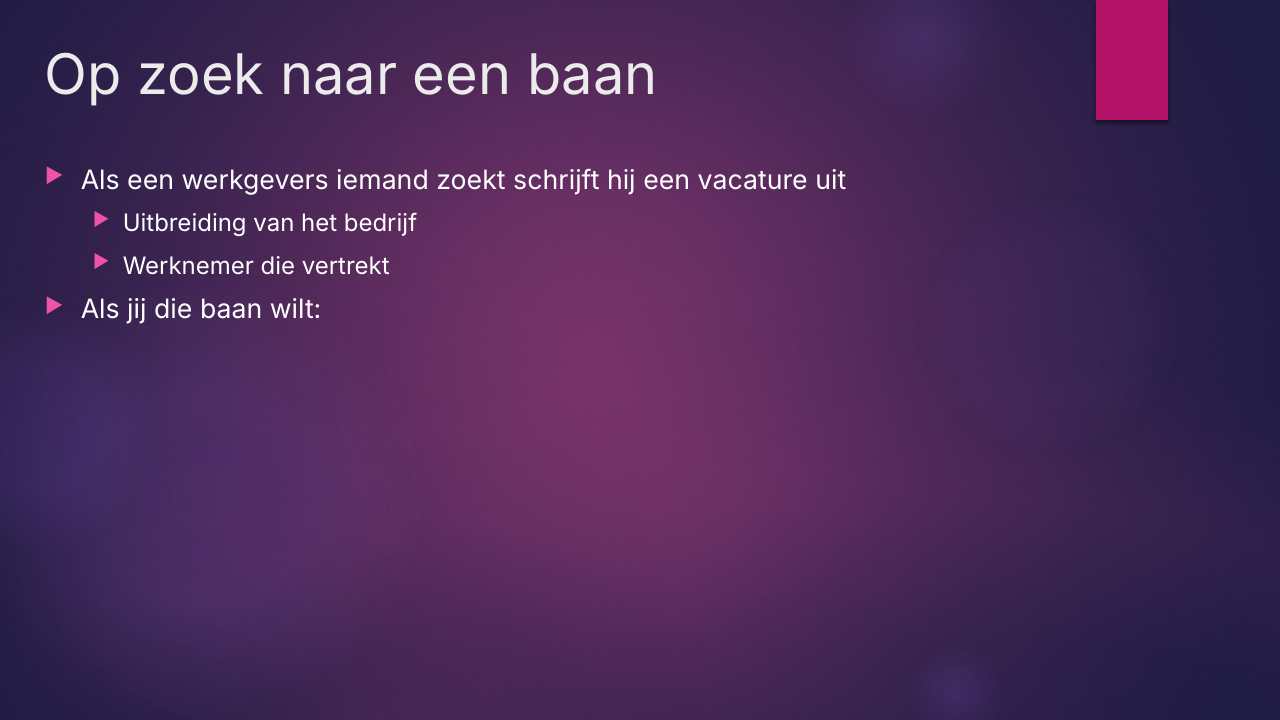 Op zoek naar een baan
Als een werkgevers iemand zoekt schrijft hij een vacature uit
Uitbreiding van het bedrijf
Werknemer die vertrekt
Als jij die baan wilt: